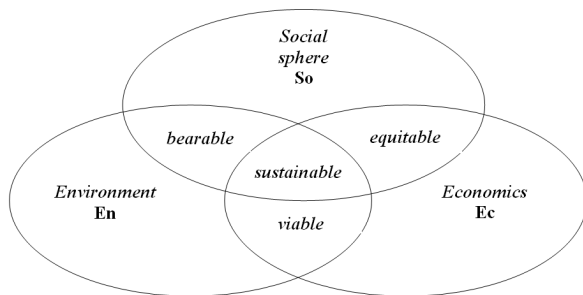 Social
sphere
So
bearable
equitable
sustainable
Environment
En
Economics
Ec
viable